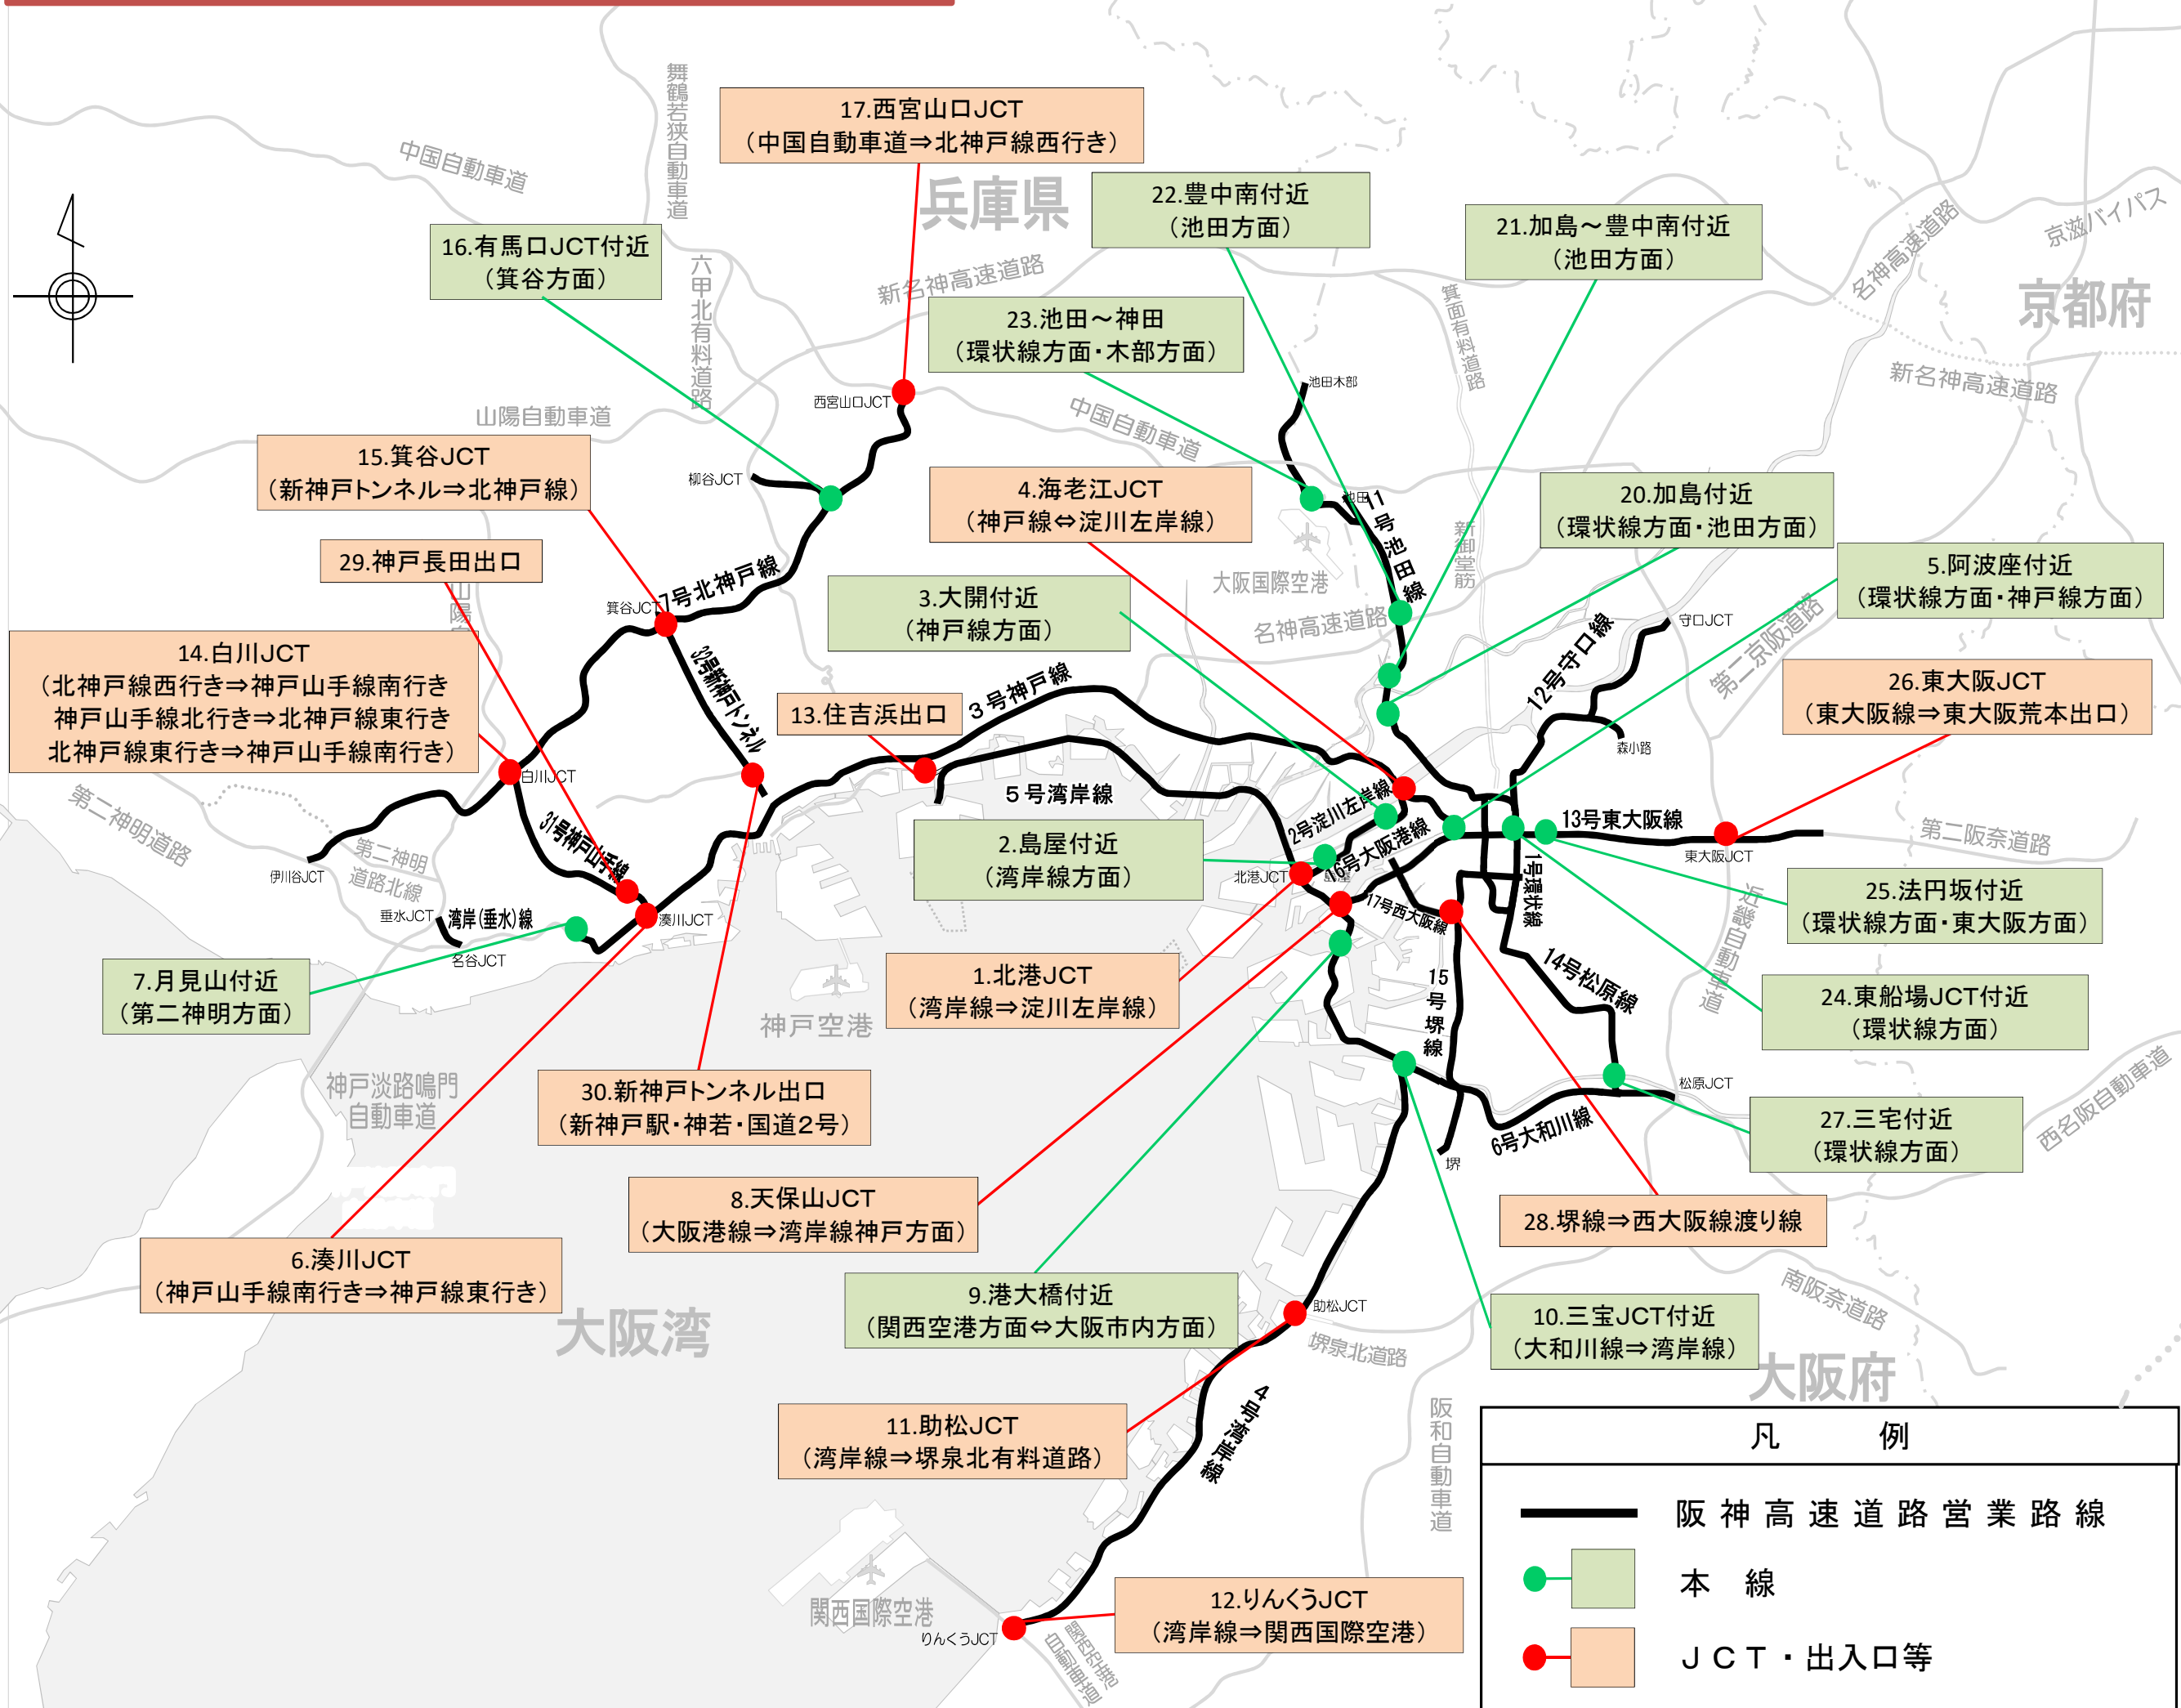 17.西宮山口JCT
（中国自動車道⇒北神戸線西行き）
舞鶴若狭自動車道
中国自動車道
兵庫県
22.豊中南付近
（池田方面）
21.加島～豊中南付近
（池田方面）
名神高速道路
京滋バイパス
16.有馬口JCT付近
（箕谷方面）
六甲北有料道路
新名神高速道路
箕面有料道路
京都府
23.池田～神田
（環状線方面・木部方面）
新名神高速道路
池田木部
西宮山口JCT
山陽自動車道
中国自動車道
15.箕谷JCT
（新神戸トンネル⇒北神戸線）
柳谷JCT
4.海老江JCT
（神戸線⇔淀川左岸線）
池田
11号池田線
新御堂筋
20.加島付近
（環状線方面・池田方面）
29.神戸長田出口
山陽
7号北神戸線
箕谷JCT
3.大開付近
（神戸線方面）
大阪国際空港
名神高速道路
5.阿波座付近
（環状線方面・神戸線方面）
守口JCT
12号守口線
第二京阪道路
14.白川JCT
（北神戸線西行き⇒神戸山手線南行き
神戸山手線北行き⇒北神戸線東行き
北神戸線東行き⇒神戸山手線南行き）
32号新神戸トンネル
13.住吉浜出口
３号神戸線
26.東大阪JCT
（東大阪線⇒東大阪荒本出口）
森小路
白川JCT
第二神明道路
５号湾岸線
2号淀川左岸線
31号神戸山手線
13号東大阪線
第二阪奈道路
東大阪JCT
第二神明
道路北線
伊川谷JCT
2.島屋付近
（湾岸線方面）
16号大阪港線
北港JCT
1号環状線
25.法円坂付近
（環状線方面・東大阪方面）
近畿自動車道
垂水JCT
湾岸(垂水)線
湊川JCT
17号西大阪線
名谷JCT
7.月見山付近
（第二神明方面）
1.北港JCT
（湾岸線⇒淀川左岸線）
15号堺線
14号松原線
24.東船場JCT付近
（環状線方面）
神戸空港
神戸淡路鳴門
自動車道
30.新神戸トンネル出口
（新神戸駅・神若・国道２号）
松原JCT
西名阪自動車道
6号大和川線
27.三宅付近
（環状線方面）
堺
8.天保山JCT
（大阪港線⇒湾岸線神戸方面）
28.堺線⇒西大阪線渡り線
6.湊川JCT
（神戸山手線南行き⇒神戸線東行き）
9.港大橋付近
（関西空港方面⇔大阪市内方面）
大阪湾
助松JCT
堺泉北道路
10.三宝JCT付近
（大和川線⇒湾岸線）
南阪奈道路
大阪府
11.助松JCT
（湾岸線⇒堺泉北有料道路）
４号湾岸線
阪和自動車道
凡　例
阪神高速道路営業路線
本　線
ＪＣＴ・出入口等
関西国際空港
りんくうJCT
関西空港
自動車道
12.りんくうJCT
（湾岸線⇒関西国際空港）